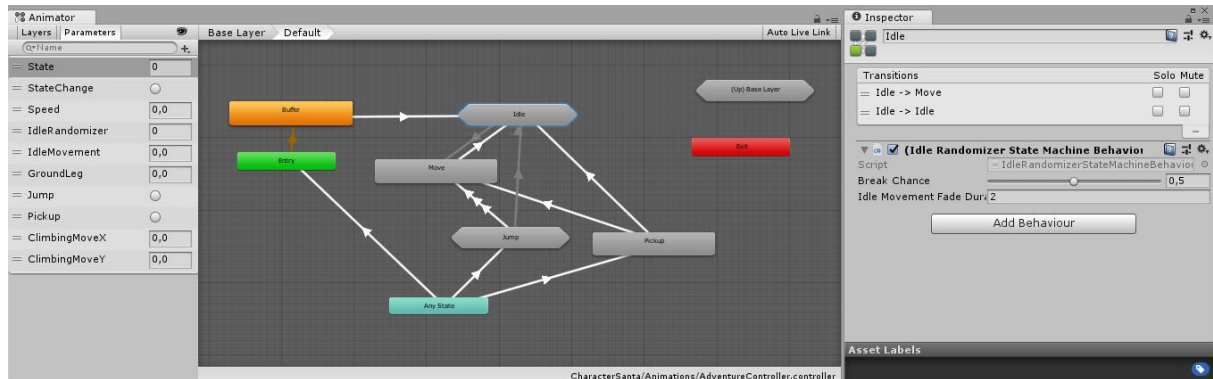 Animator
Layers Parameters
Name
State 0
StateChange
Speed 0,0
IdleRandomizer 0
IdleMovement 0,0
GroundLeg 0,0
Jump
Pickup
ClimbingMoveX 0,0
ClimbingMoveY 0,0
Base Layer Default Auto Live Link
(Up) Base Layer
Buffer
Idle
Exit
Entry
Move
Jump
Pickup
Any State
CharacterSanta/Animations/AdventureController.controller
Inspector
Idle
Transitions Solo Mute
Idle -> Move
Idle -> Idle
(Idle Randomizer State Machine Behavior
Script IdleRandomizerStateMachineBehavior
Break Chance 0,5
Idle Movement Fade Dura 2
Add Behaviour
Asset Labels